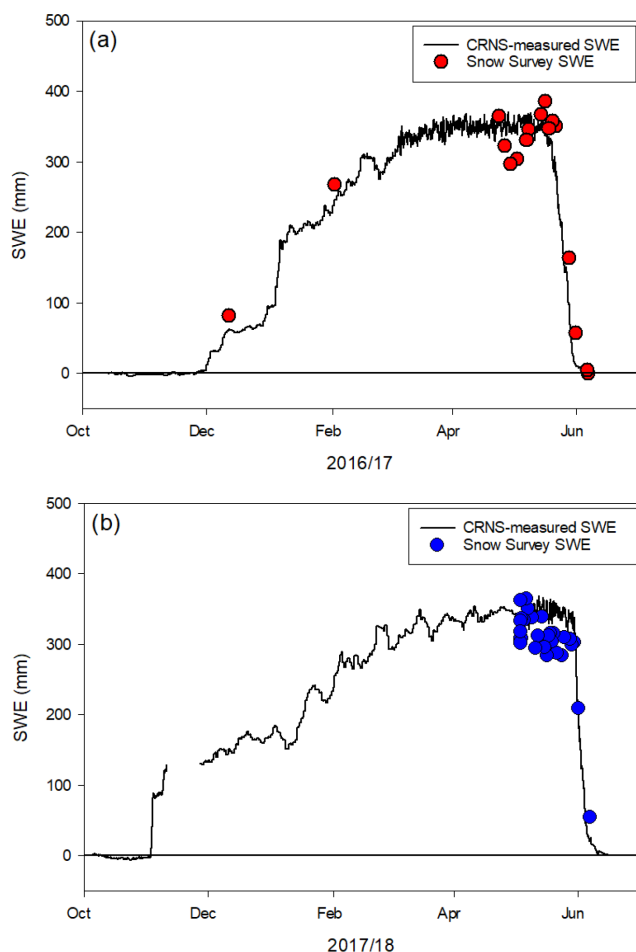 500
(a)
CRNS-measured SWE
Snow Survey SWE
400
300
SWE (mm)
200
100
0
Oct
Dec
Feb
Apr
Jun
2016/17
500
(b)
CRNS-measured SWE
Snow Survey SWE
400
300
SWE (mm)
200
100
0
Oct
Dec
Feb
Apr
Jun
2017/18